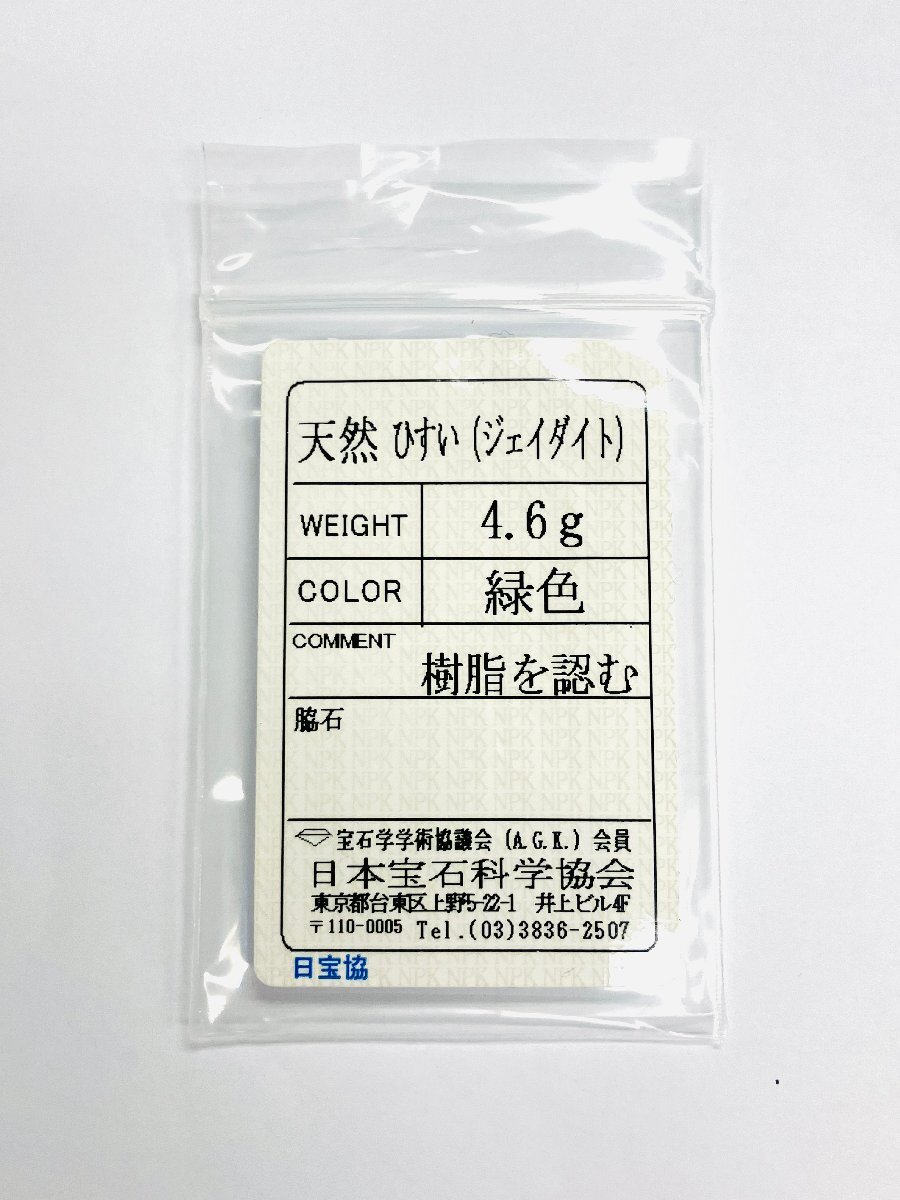 天然 ひすい (ジェイダイト)
WEIGHT 4.6g
COLOR 緑色
COMMENT
樹脂を認む
脇石
宝石学学術協議会 (A.G.K.) 会員
日本宝石科学協会
東京都台東区上野5-22-1 井上ビル4F
〒110-0005 Tel.(03)3836-2507
日宝協